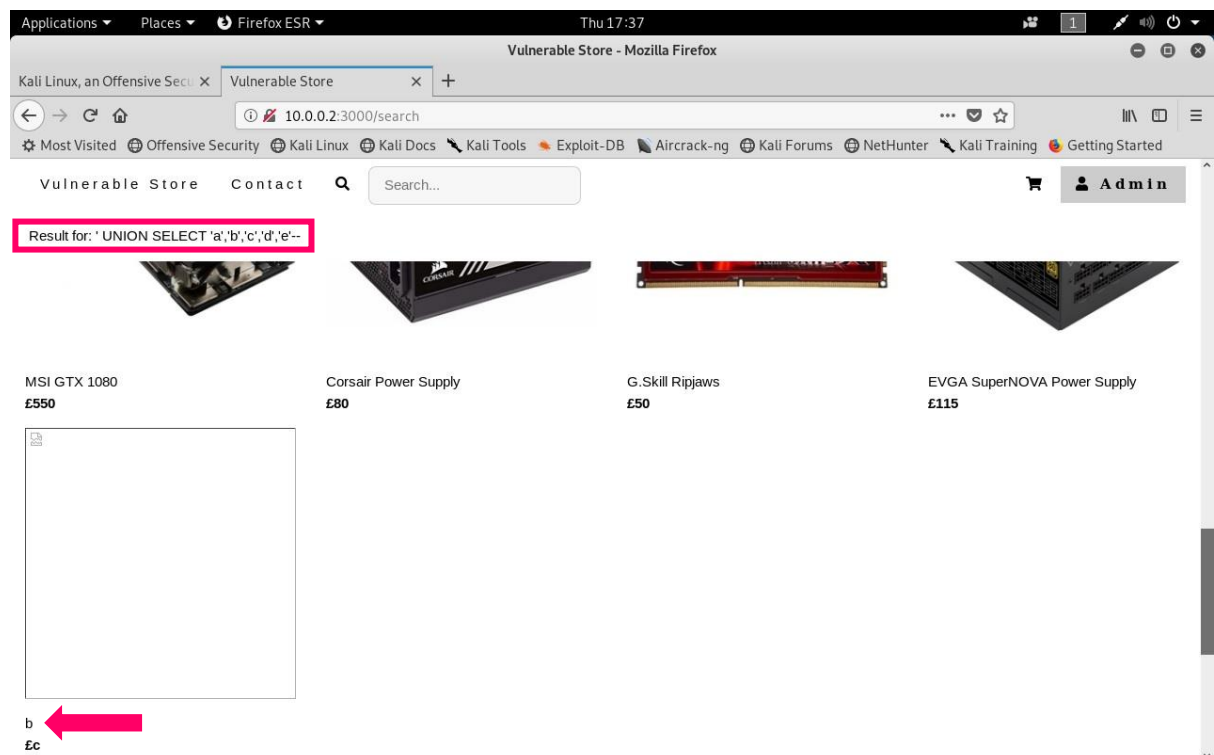 Applications Places Firefox ESR Thu 17:37 1
Vulnerable Store - Mozilla Firefox
Kali Linux, an Offensive Secu Vulnerable Store
10.0.0.2:3000/search
Most Visited Offensive Security Kali Linux Kali Docs Kali Tools Exploit-DB Aircrack-ng Kali Forums NetHunter Kali Training Getting Started
Vulnerable Store Contact Search... Admin
Result for: ' UNION SELECT 'a','b','c','d','e'--
CORSAIR
MSI GTX 1080 Corsair Power Supply G.Skill Ripjaws EVGA SuperNOVA Power Supply
£550 £80 £50 £115
b
£c